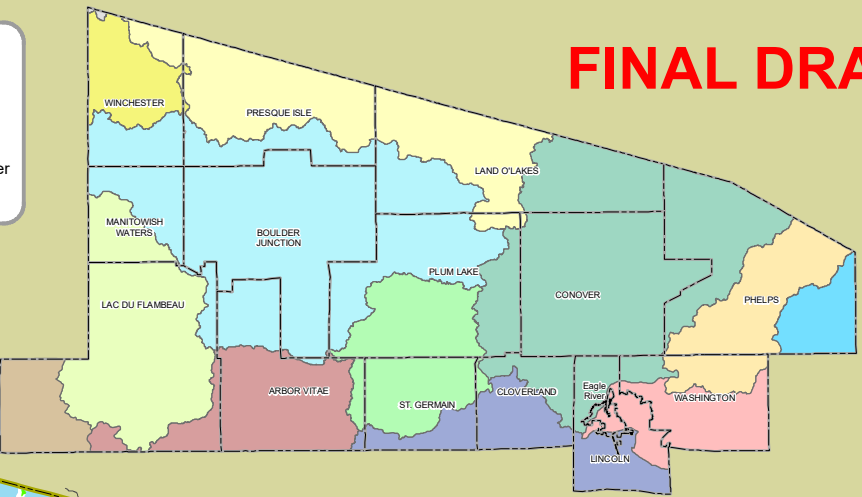 FINAL DRA
er
WINCHESTER
PRESQUE ISLE
LAND O'LAKES
MANITOWISH
WATERS
BOULDER
JUNCTION
PLUM LAKE
LAC DU FLAMBEAU
CONOVER
PHELPS
ARBOR VITAE
ST. GERMAIN
CLOVERLAND
Eagle
River
WASHINGTON
LINCOLN